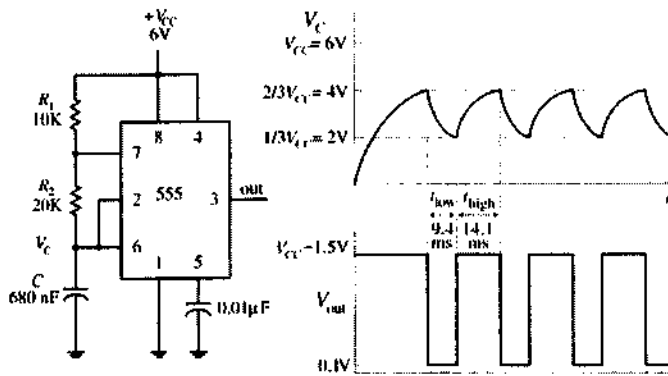 +V_CC
6V
R₁
10K
R₂
20K
V_C
C
680 nF
8
4
7
2
555
3
out
6
1
5
0.01μF
V_C
V_CC = 6V
2/3V_CC = 4V
1/3V_CC = 2V
t_low
t_high
9.4
ms
14.1
ms
V_CC −1.5V
V_out
0.1V